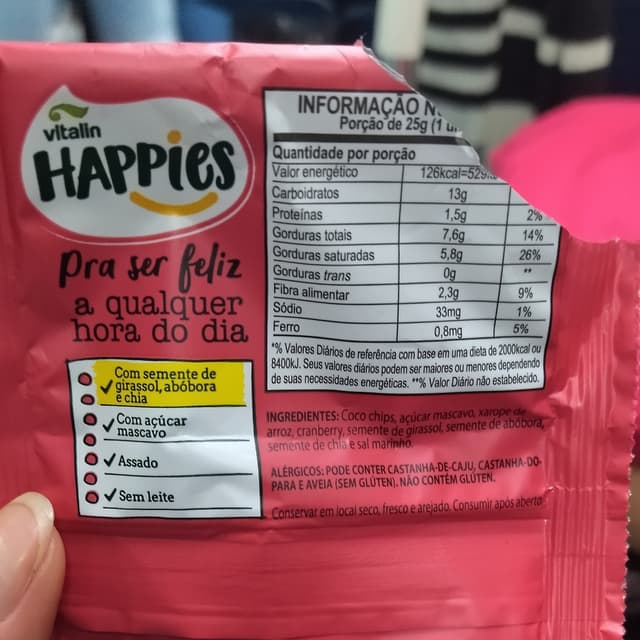 vitalin
HAPPIES
Pra ser feliz
a qualquer
hora do dia
Com semente de
girassol, abóbora
e chia
Com açúcar
mascavo
Assado
Sem leite
INFORMAÇÃO
Porção de 25g (1
Quantidade por porção
Valor energético 126kcal=529
Carboidratos 13g
Proteínas 1,5g 2%
Gorduras totais 7,6g 14%
Gorduras saturadas 5,8g 26%
Gorduras trans 0g **
Fibra alimentar 2,3g 9%
Sódio 33mg 1%
Ferro 0,8mg 5%
*% Valores Diários de referência com base em uma dieta de 2000kcal ou
8400kJ. Seus valores diários podem ser maiores ou menores dependendo
de suas necessidades energéticas. **% Valor Diário não estabelecido.
INGREDIENTES: Coco chips, açúcar mascavo, xarope de
arroz, cranberry, semente de girassol, semente de abóbora,
semente de chia e sal marinho.
ALÉRGICOS: PODE CONTER CASTANHA-DE-CAJU, CASTANHA-DO-
PARÁ E AVEIA (SEM GLÚTEN). NÃO CONTÉM GLÚTEN.
Conservar em local seco, fresco e arejado. Consumir após aberto